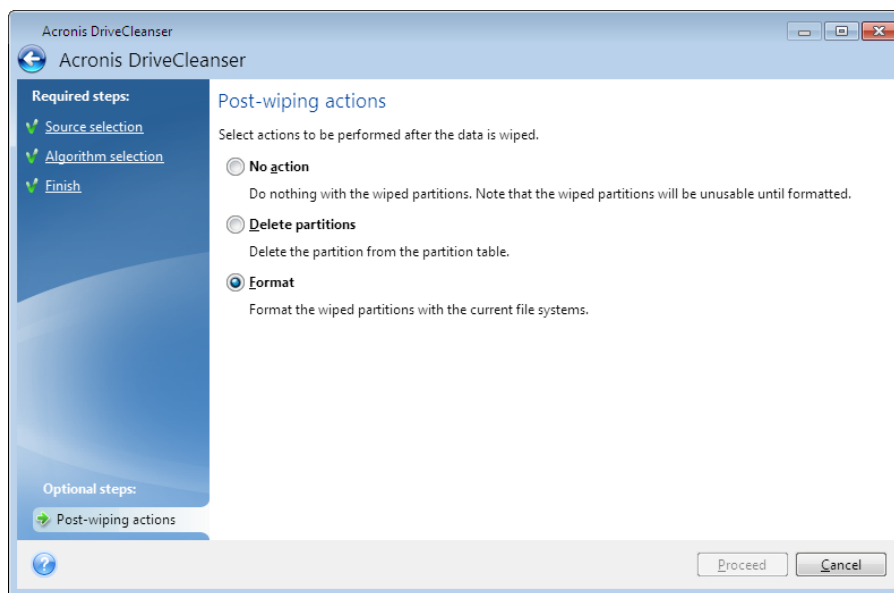 Acronis DriveCleanser
Acronis DriveCleanser
Required steps:
Source selection
Algorithm selection
Finish
Post-wiping actions
Select actions to be performed after the data is wiped.
No action
Do nothing with the wiped partitions. Note that the wiped partitions will be unusable until formatted.
Delete partitions
Delete the partition from the partition table.
Format
Format the wiped partitions with the current file systems.
Optional steps:
Post-wiping actions
?
Proceed
Cancel